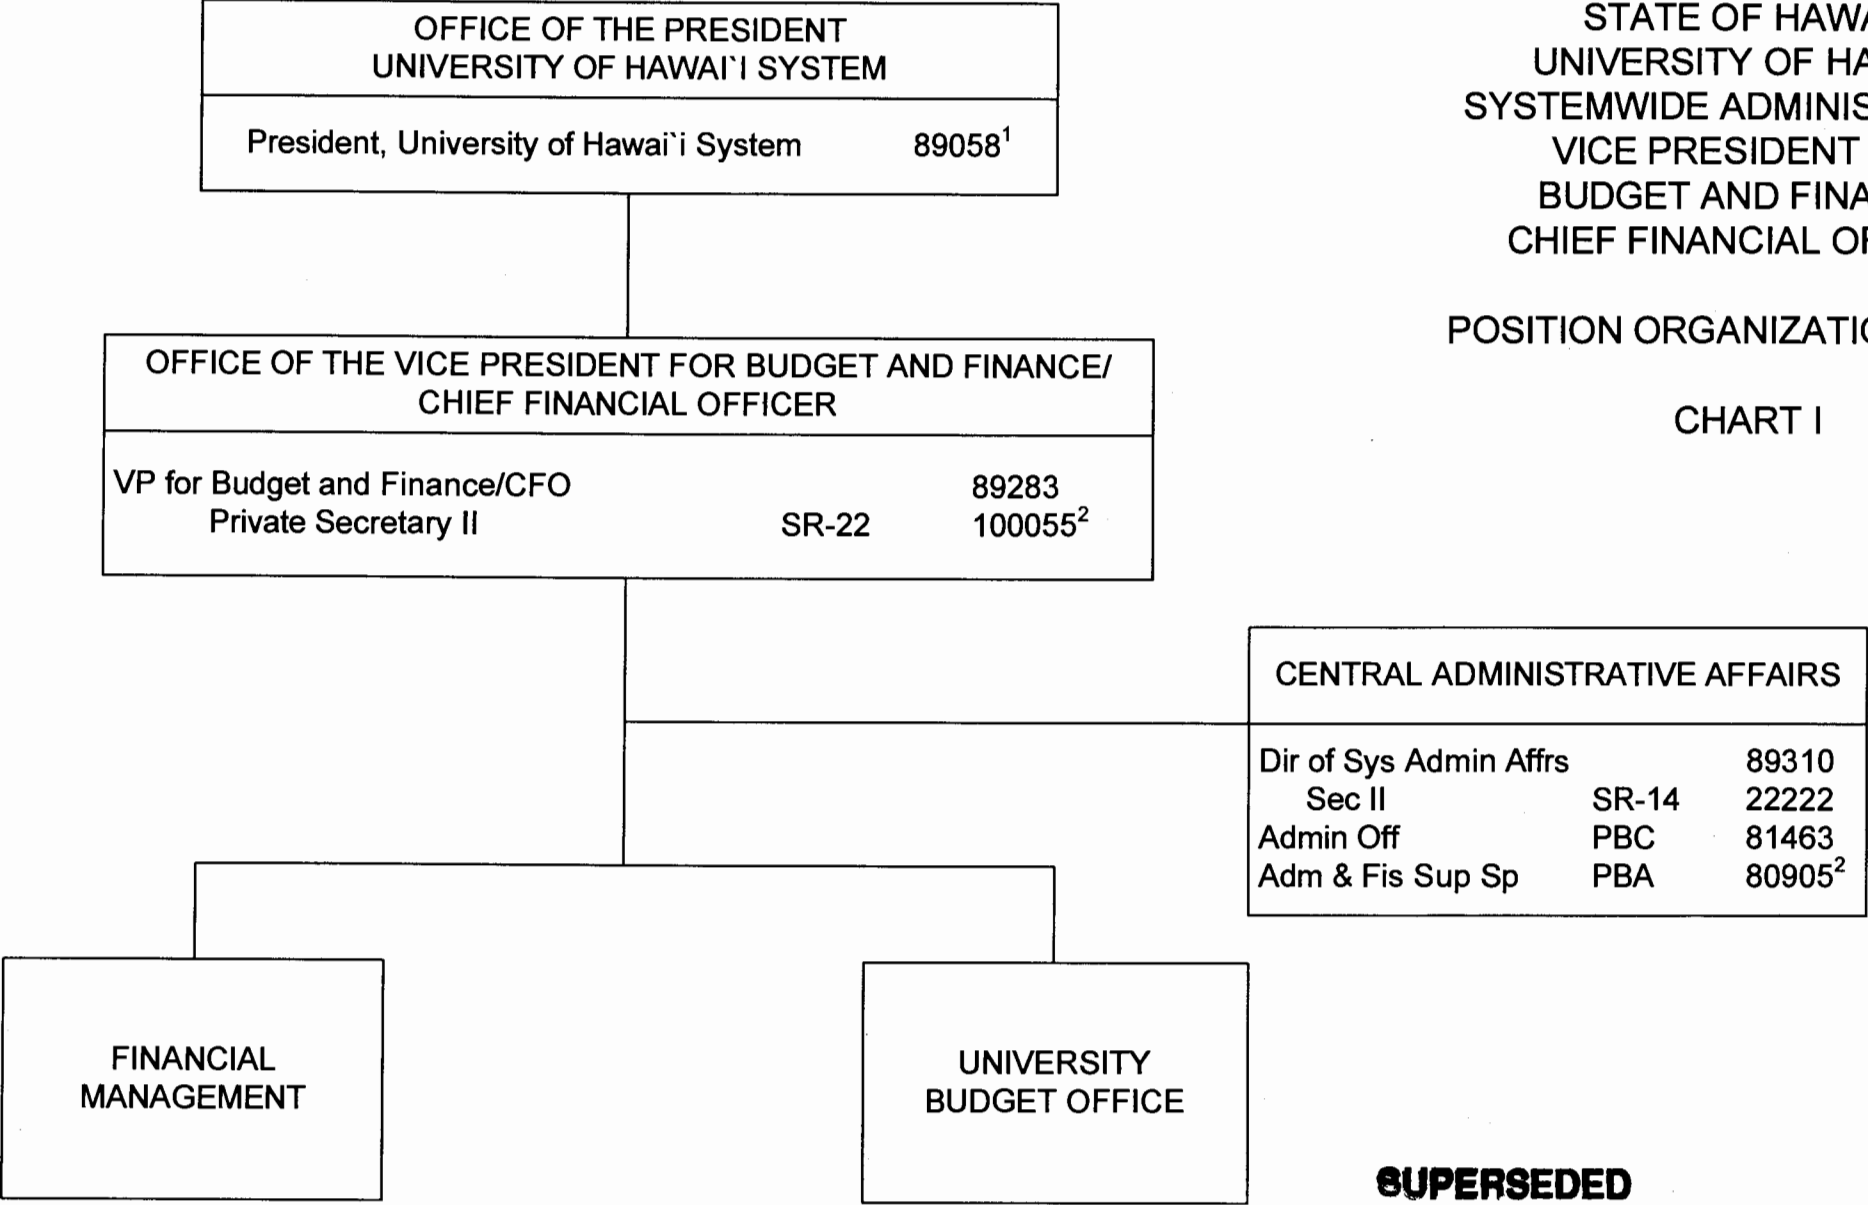 OFFICE OF THE PRESIDENT
UNIVERSITY OF HAWAI`I SYSTEM
President, University of Hawai`i System 89058¹
STATE OF HAWA
UNIVERSITY OF HA
SYSTEMWIDE ADMINIS
VICE PRESIDENT
BUDGET AND FINA
CHIEF FINANCIAL OF
POSITION ORGANIZATIO
CHART I
OFFICE OF THE VICE PRESIDENT FOR BUDGET AND FINANCE/
CHIEF FINANCIAL OFFICER
VP for Budget and Finance/CFO 89283
Private Secretary II SR-22 100055²
CENTRAL ADMINISTRATIVE AFFAIRS
Dir of Sys Admin Affrs 89310
Sec II SR-14 22222
Admin Off PBC 81463
Adm & Fis Sup Sp PBA 80905²
FINANCIAL
MANAGEMENT
UNIVERSITY
BUDGET OFFICE
SUPERSEDED